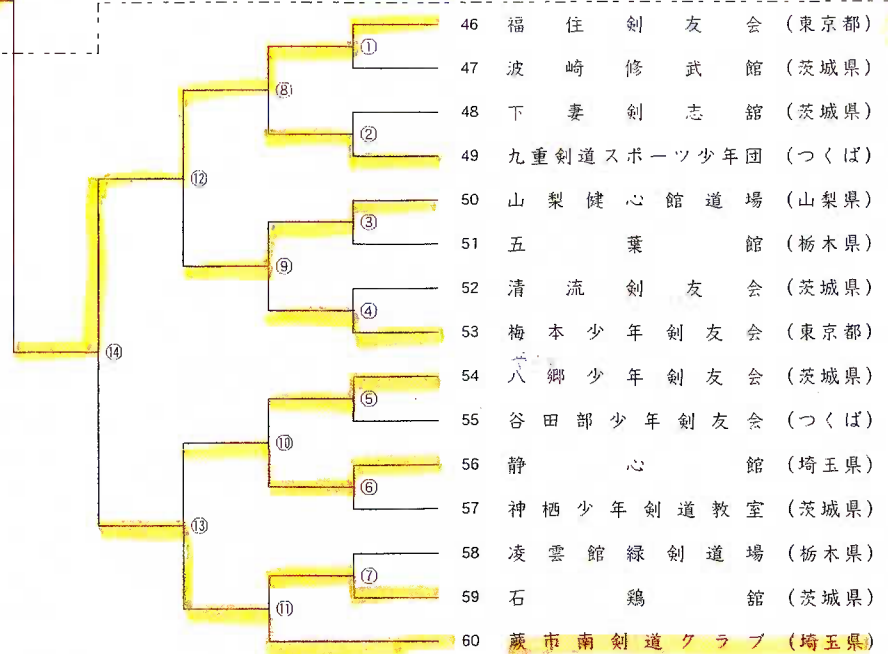 46 福住剣友会 (東京都)
①
47 波崎修武館 (茨城県)
⑧
48 下妻剣志舘 (茨城県)
②
49 九重剣道スポーツ少年団 (つくば)
⑫
50 山梨健心館道場 (山梨県)
③
51 五葉館 (栃木県)
⑨
52 清流剣友会 (茨城県)
④
53 梅本少年剣友会 (東京都)
⑭
54 八郷少年剣友会 (茨城県)
⑤
55 谷田部少年剣友会 (つくば)
⑩
56 静心館 (埼玉県)
⑥
57 神栖少年剣道教室 (茨城県)
⑬
58 凌雲館緑剣道場 (栃木県)
⑦
59 石鶏舘 (茨城県)
⑪
60 蕨市南剣道クラブ (埼玉県)